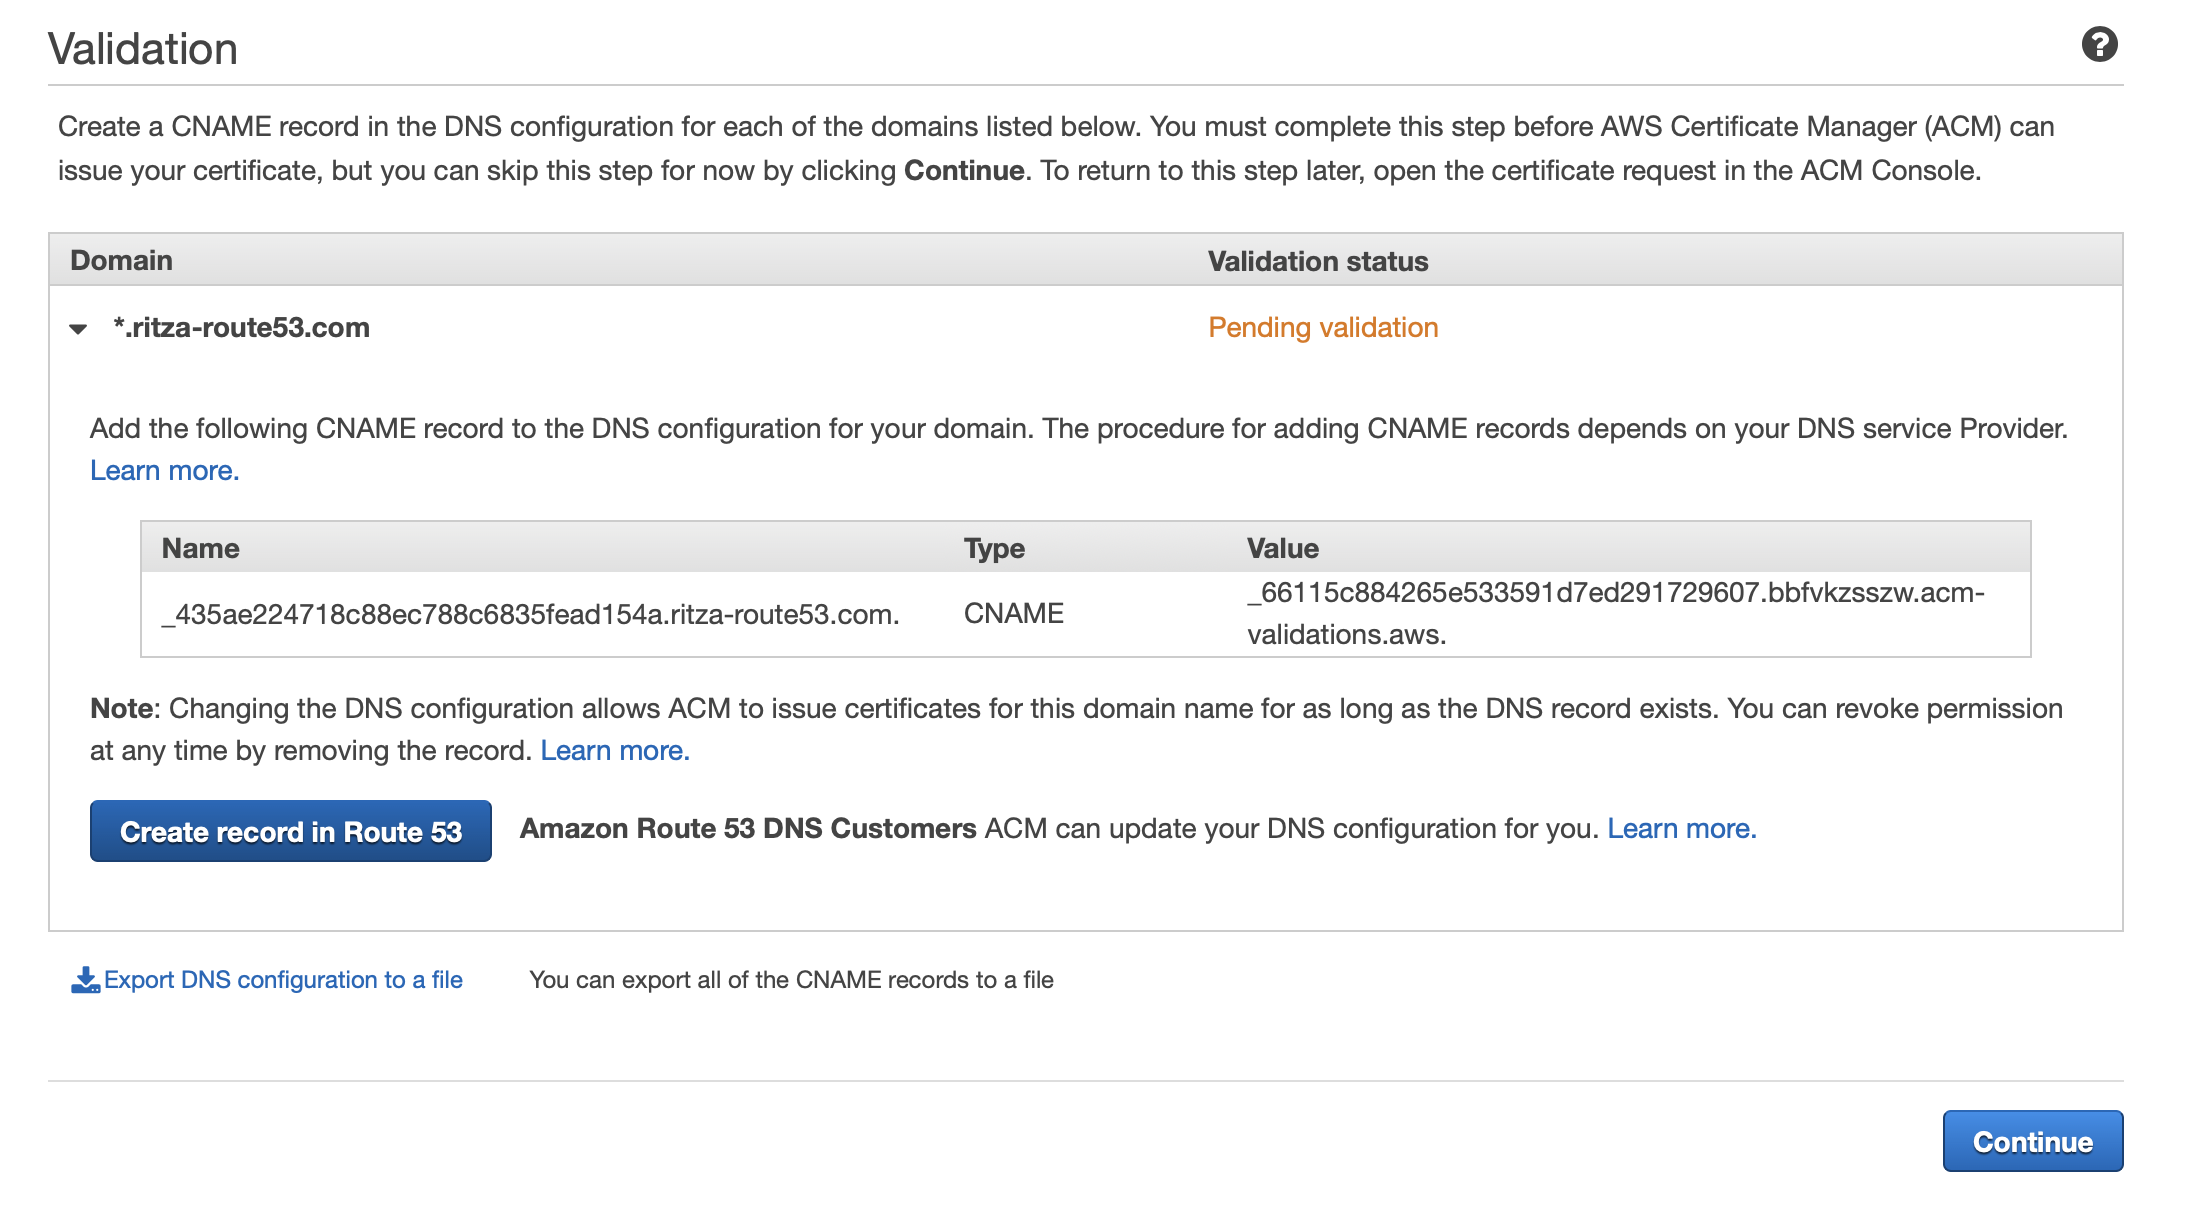 Validation
?
Create a CNAME record in the DNS configuration for each of the domains listed below. You must complete this step before AWS Certificate Manager (ACM) can
issue your certificate, but you can skip this step for now by clicking Continue. To return to this step later, open the certificate request in the ACM Console.
Domain Validation status
*.ritza-route53.com Pending validation
Add the following CNAME record to the DNS configuration for your domain. The procedure for adding CNAME records depends on your DNS service Provider.
Learn more.
Name Type Value
_435ae224718c88ec788c6835fead154a.ritza-route53.com. CNAME _66115c884265e533591d7ed291729607.bbfvkzsszw.acm-
validations.aws.
Note: Changing the DNS configuration allows ACM to issue certificates for this domain name for as long as the DNS record exists. You can revoke permission
at any time by removing the record. Learn more.
Create record in Route 53 Amazon Route 53 DNS Customers ACM can update your DNS configuration for you. Learn more.
Export DNS configuration to a file You can export all of the CNAME records to a file
Continue